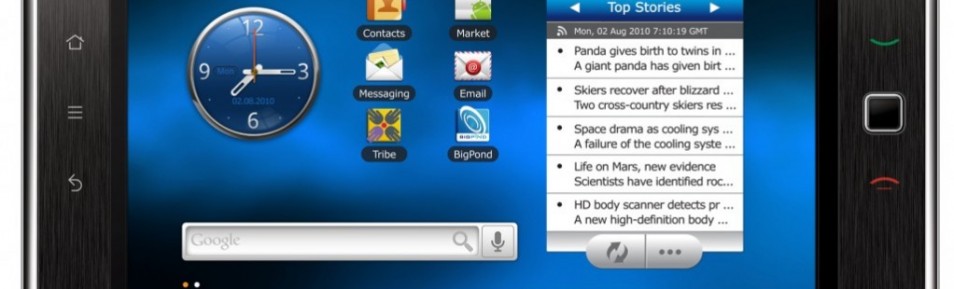 12
9
Mon
3
02.08.2010
6
Contacts
Market
Messaging
Email
Tribe
BIGPOND
BigPond
Google
Top Stories
Mon, 02 Aug 2010 7:10:19 GMT
Panda gives birth to twins in ...
A giant panda has given birt ...
Skiers recover after blizzard ...
Two cross-country skiers res ...
Space drama as cooling sys ...
A failure of the cooling syste ...
Life on Mars, new evidence
Scientists have identified roc...
HD body scanner detects pr ...
A new high-definition body ...